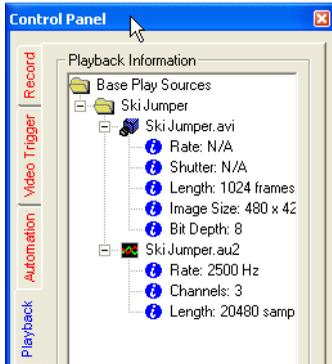 Control Panel
Record
Video Trigger
Automation
Playback
Playback Information
Base Play Sources
Ski Jumper
Ski Jumper.avi
Rate: N/A
Shutter: N/A
Length: 1024 frames
Image Size: 480 x 42
Bit Depth: 8
Ski Jumper.au2
Rate: 2500 Hz
Channels: 3
Length: 20480 samp